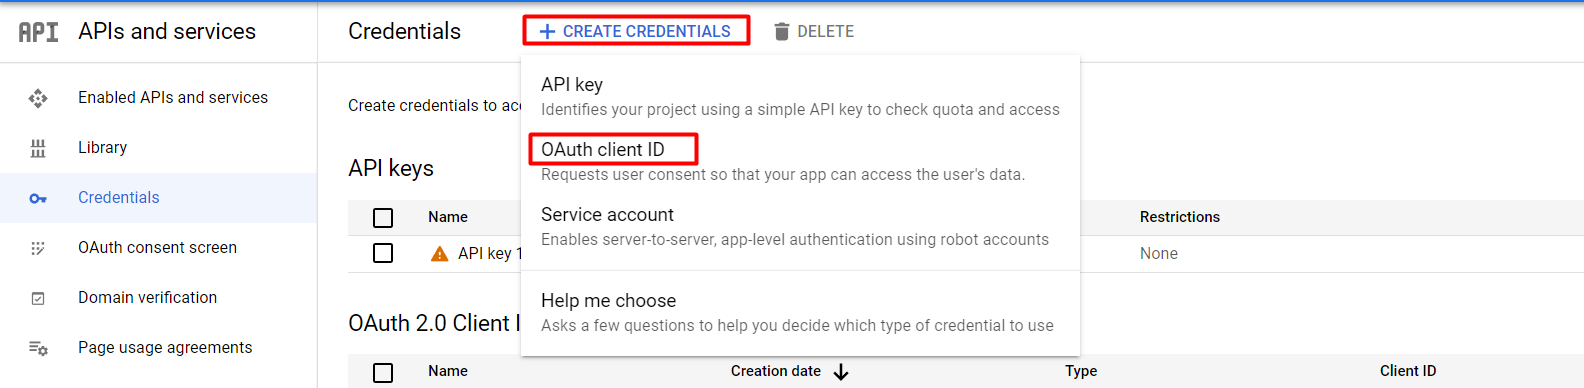 API APIs and services
Credentials
+ CREATE CREDENTIALS
DELETE
Enabled APIs and services
Library
Credentials
OAuth consent screen
Domain verification
Page usage agreements
Create credentials to ac
API key
Identifies your project using a simple API key to check quota and access
OAuth client ID
Requests user consent so that your app can access the user's data.
Service account
Enables server-to-server, app-level authentication using robot accounts
Help me choose
Asks a few questions to help you decide which type of credential to use
API keys
Name
Restrictions
API key 1
None
OAuth 2.0 Client I
Name
Creation date
Type
Client ID